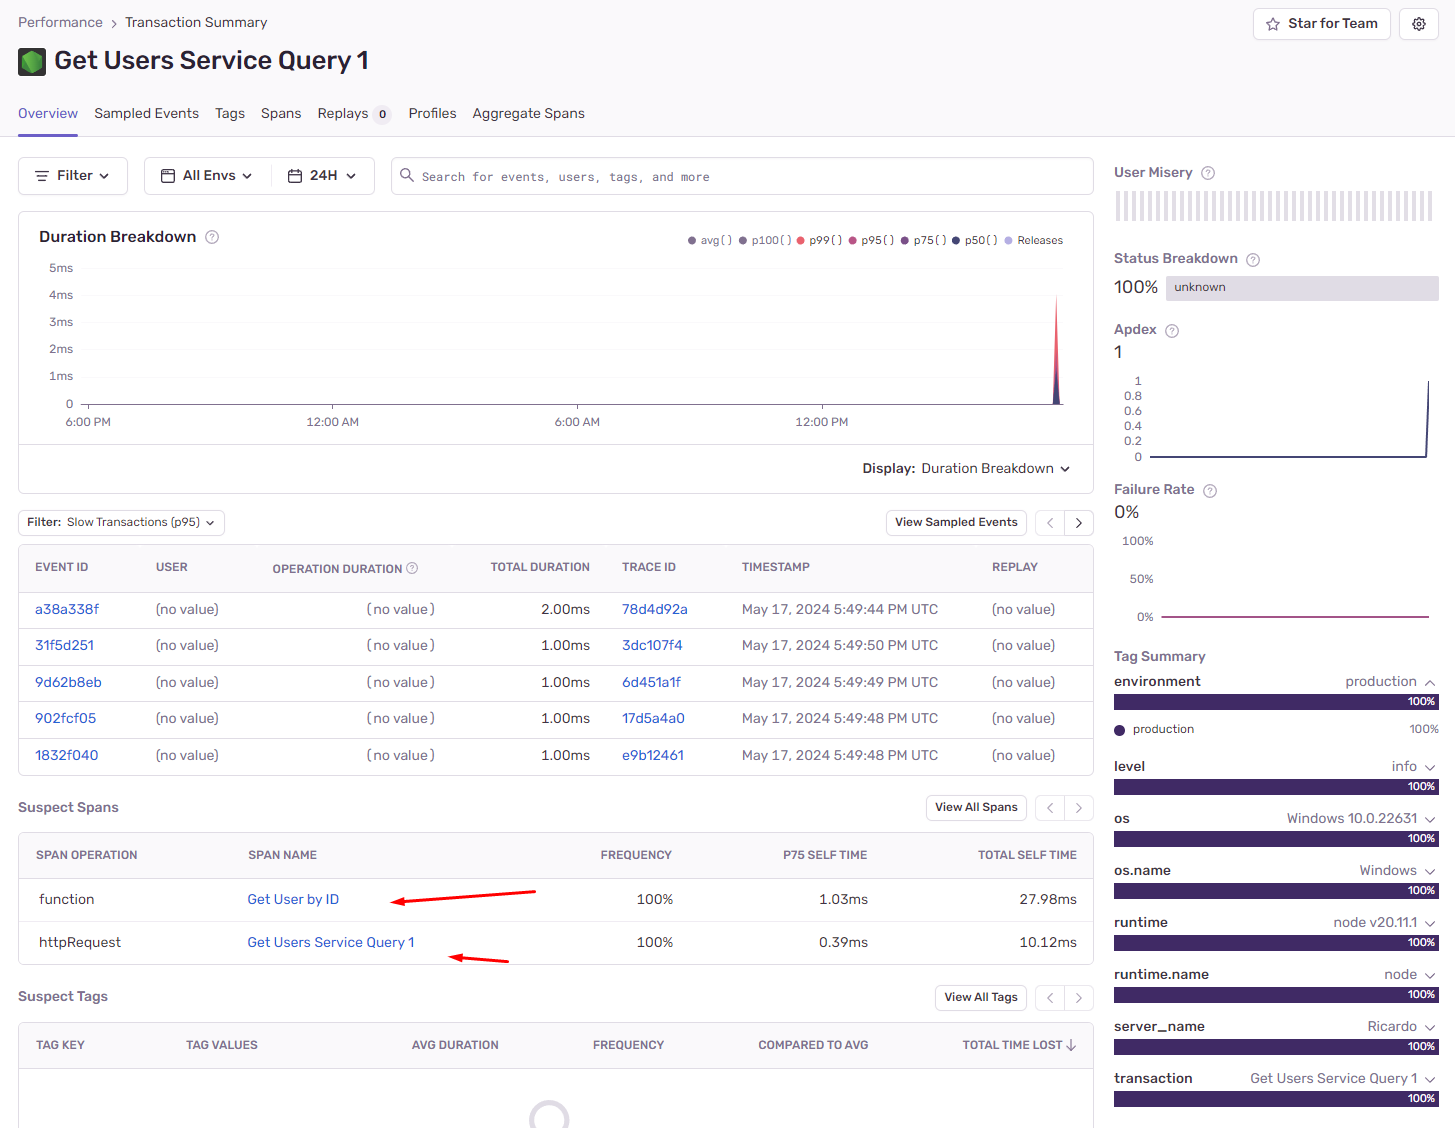 Performance > Transaction Summary
Star for Team
Get Users Service Query 1
Overview Sampled Events Tags Spans Replays 0 Profiles Aggregate Spans
Filter All Envs 24H Search for events, users, tags, and more
Duration Breakdown
avg() p100() p99() p95() p75() p50() Releases
5ms
4ms
3ms
2ms
1ms
0
6:00 PM 12:00 AM 6:00 AM 12:00 PM
Display: Duration Breakdown
Filter: Slow Transactions (p95) View Sampled Events
EVENT ID USER OPERATION DURATION TOTAL DURATION TRACE ID TIMESTAMP REPLAY
a38a338f (no value) (no value) 2.00ms 78d4d92a May 17, 2024 5:49:44 PM UTC (no value)
31f5d251 (no value) (no value) 1.00ms 3dc107f4 May 17, 2024 5:49:50 PM UTC (no value)
9d62b8eb (no value) (no value) 1.00ms 6d451a1f May 17, 2024 5:49:49 PM UTC (no value)
902fcf05 (no value) (no value) 1.00ms 17d5a4a0 May 17, 2024 5:49:48 PM UTC (no value)
1832f040 (no value) (no value) 1.00ms e9b12461 May 17, 2024 5:49:48 PM UTC (no value)
Suspect Spans View All Spans
SPAN OPERATION SPAN NAME FREQUENCY P75 SELF TIME TOTAL SELF TIME
function Get User by ID 100% 1.03ms 27.98ms
httpRequest Get Users Service Query 1 100% 0.39ms 10.12ms
Suspect Tags View All Tags
TAG KEY TAG VALUES AVG DURATION FREQUENCY COMPARED TO AVG TOTAL TIME LOST
User Misery
Status Breakdown
100% unknown
Apdex
1
1
0.8
0.6
0.4
0.2
0
Failure Rate
0%
100%
50%
0%
Tag Summary
environment production
100%
production 100%
level info
100%
os Windows 10.0.22631
100%
os.name Windows
100%
runtime node v20.11.1
100%
runtime.name node
100%
server_name Ricardo
100%
transaction Get Users Service Query 1
100%